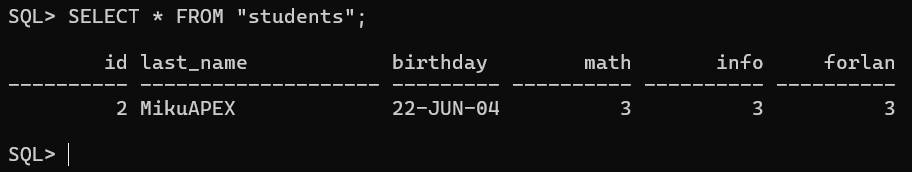 SQL> SELECT * FROM "students";
        id last_name            birthday        math       info     forlan
---------- -------------------- --------- ---------- ---------- ----------
         2 MikuAPEX             22-JUN-04          3          3          3
SQL>